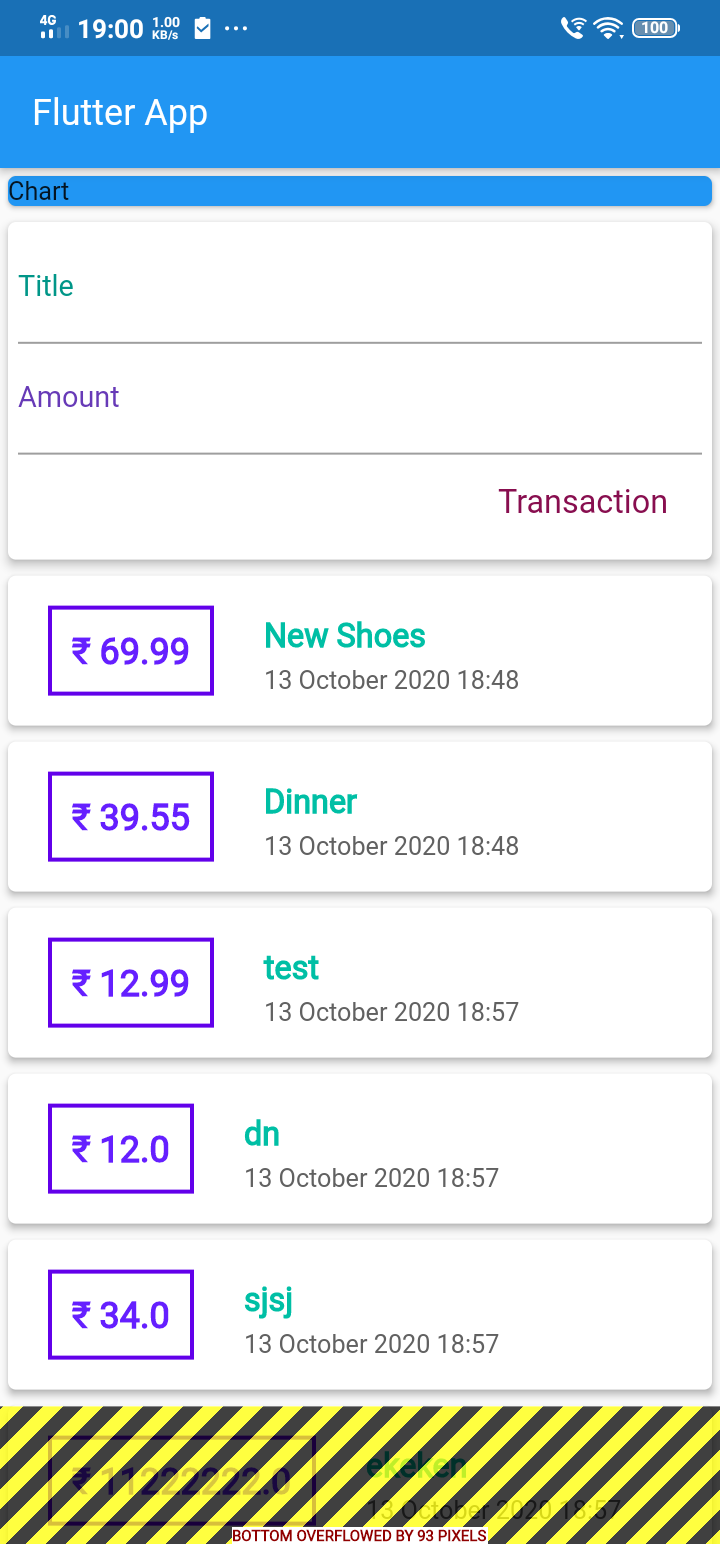 4G 19:00 1.00 KB/s 100
Flutter App
Chart
Title
Amount
Transaction
₹ 69.99
New Shoes
13 October 2020 18:48
₹ 39.55
Dinner
13 October 2020 18:48
₹ 12.99
test
13 October 2020 18:57
₹ 12.0
dn
13 October 2020 18:57
₹ 34.0
sjsj
13 October 2020 18:57
₹ 11222222.0
ekeken
13 October 2020 18:57
BOTTOM OVERFLOWED BY 93 PIXELS